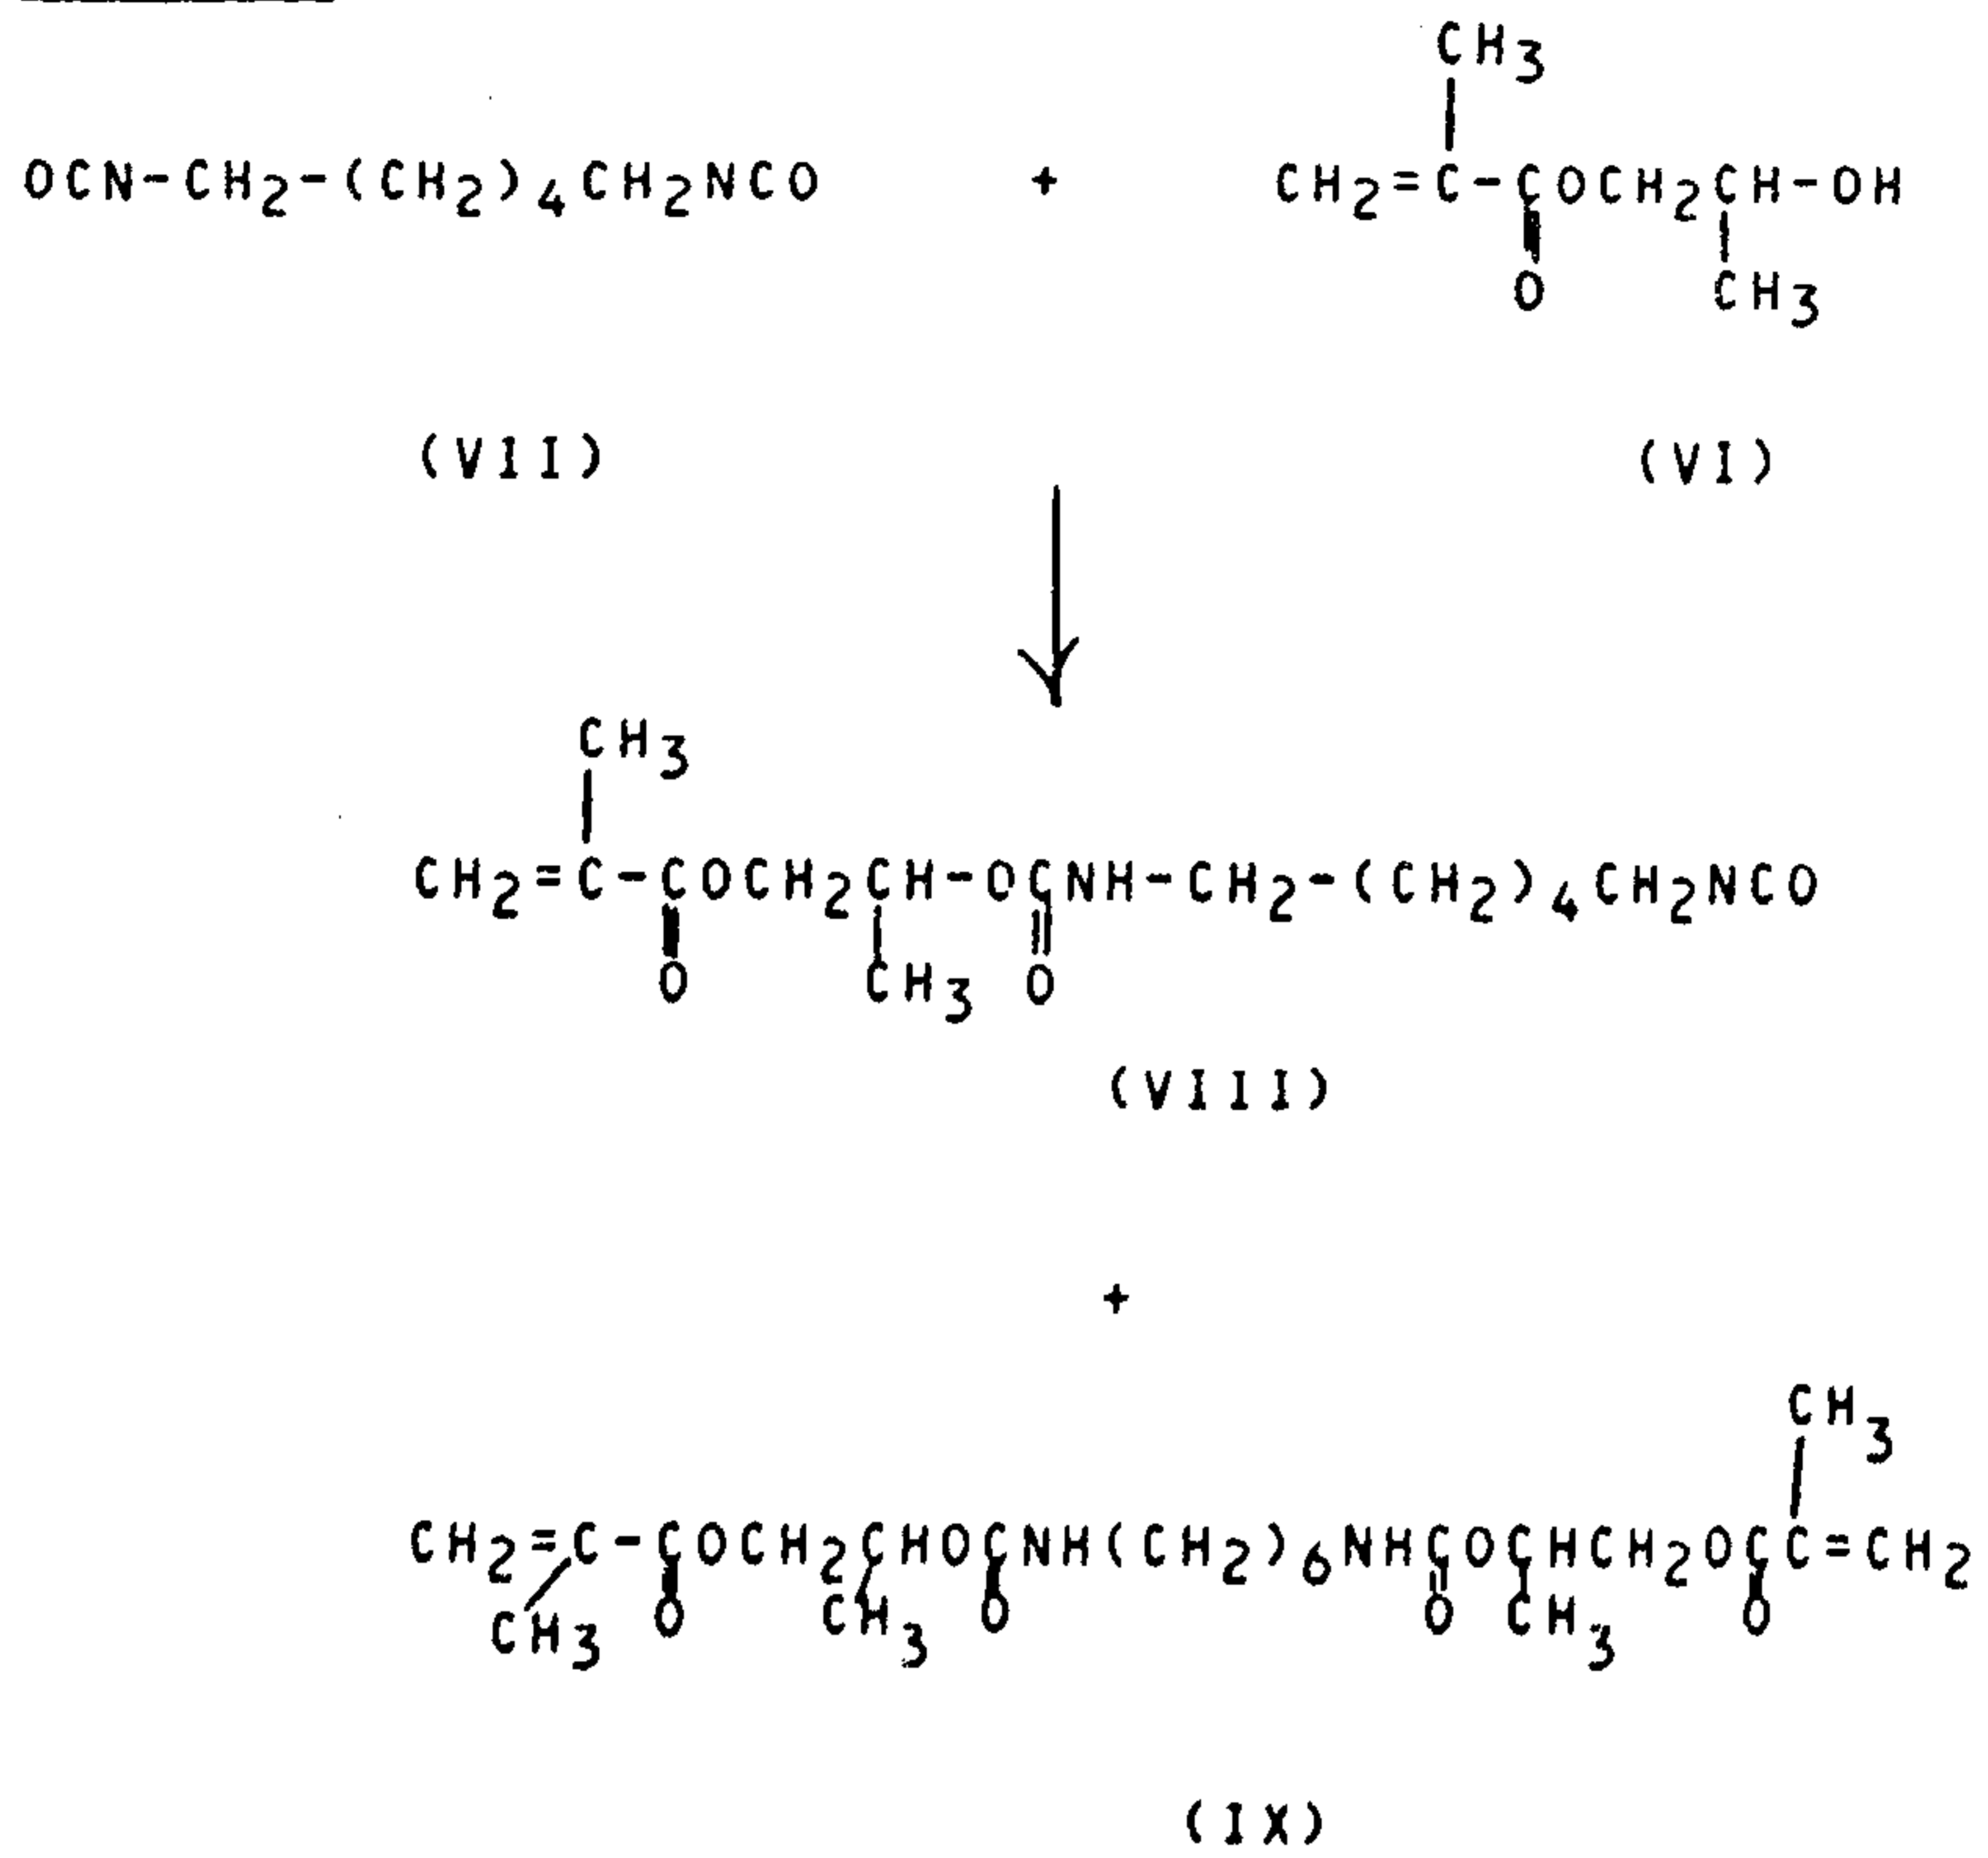 CH3
OCN-CH2-(CH2)4CH2NCO + CH2=C-COCH2CH-OH
O CH3
(VII) (VI)
CH3
CH2=C-COCH2CH-OCNH-CH2-(CH2)4CH2NCO
O CH3 O
(VIII)
+
CH3
CH2=C-COCH2CHOCNH(CH2)6NHCOCHCH2OCC=CH2
CH3 O CH3 O O CH3 O
(IX)